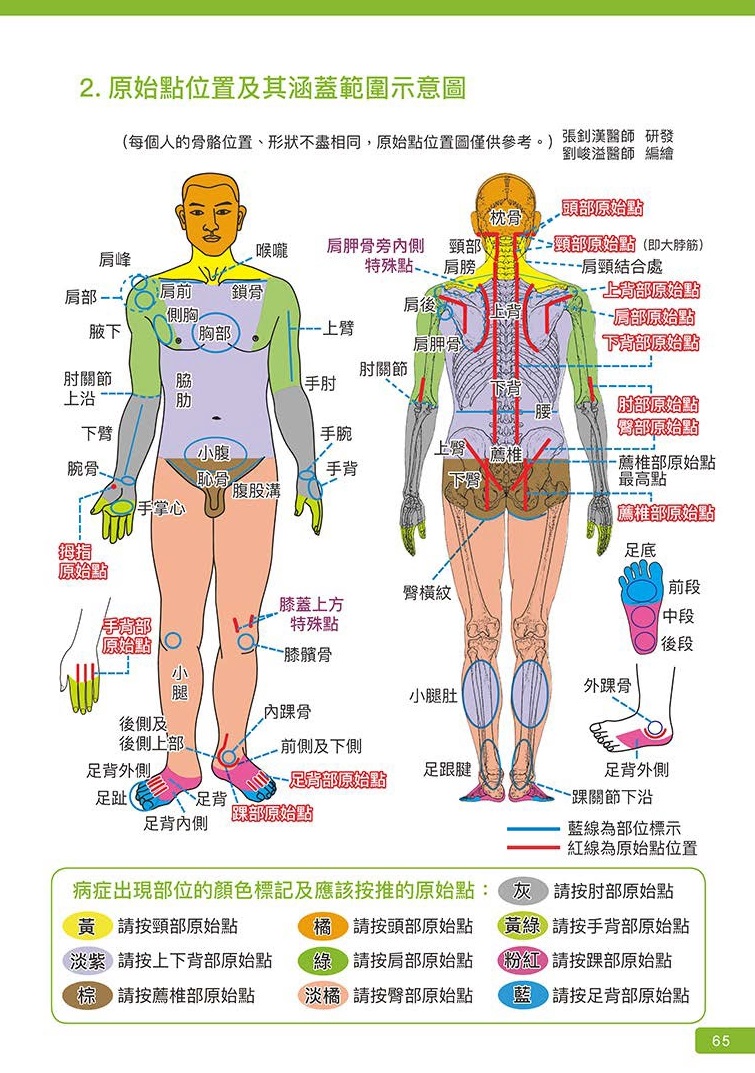 2. 原始點位置及其涵蓋範圍示意圖
（每個人的骨骼位置、形狀不盡相同，原始點位置圖僅供參考。）
張釗漢醫師 研發
劉峻溢醫師 編繪
喉嚨
肩峰
肩部
肩前
鎖骨
側胸
胸部
腋下
上臂
肘關節
上沿
脇
肋
手肘
下臂
手腕
小腹
腕骨
恥骨
腹股溝
手背
手掌心
拇指
原始點
手背部
原始點
膝蓋上方
特殊點
膝髕骨
小
腿
內踝骨
後側及
後側上部
前側及下側
足背外側
足背部原始點
足趾
足背
踝部原始點
足背內側
枕骨
頭部原始點
肩胛骨旁內側
特殊點
頸部
頸部原始點（即大脖筋）
肩膀
肩頸結合處
上背部原始點
肩後
上背
肩部原始點
肩胛骨
下背部原始點
肘關節
下背
腰
肘部原始點
臀部原始點
上臀
薦椎
薦椎部原始點
最高點
下臀
薦椎部原始點
足底
臀橫紋
前段
中段
後段
外踝骨
小腿肚
足跟腱
足背外側
踝關節下沿
藍線為部位標示
紅線為原始點位置
病症出現部位的顏色標記及應該按推的原始點：
灰 請按肘部原始點
黃 請按頸部原始點
橘 請按頭部原始點
黃綠 請按手背部原始點
淡紫 請按上下背部原始點
綠 請按肩部原始點
粉紅 請按踝部原始點
棕 請按薦椎部原始點
淡橘 請按臀部原始點
藍 請按足背部原始點
65